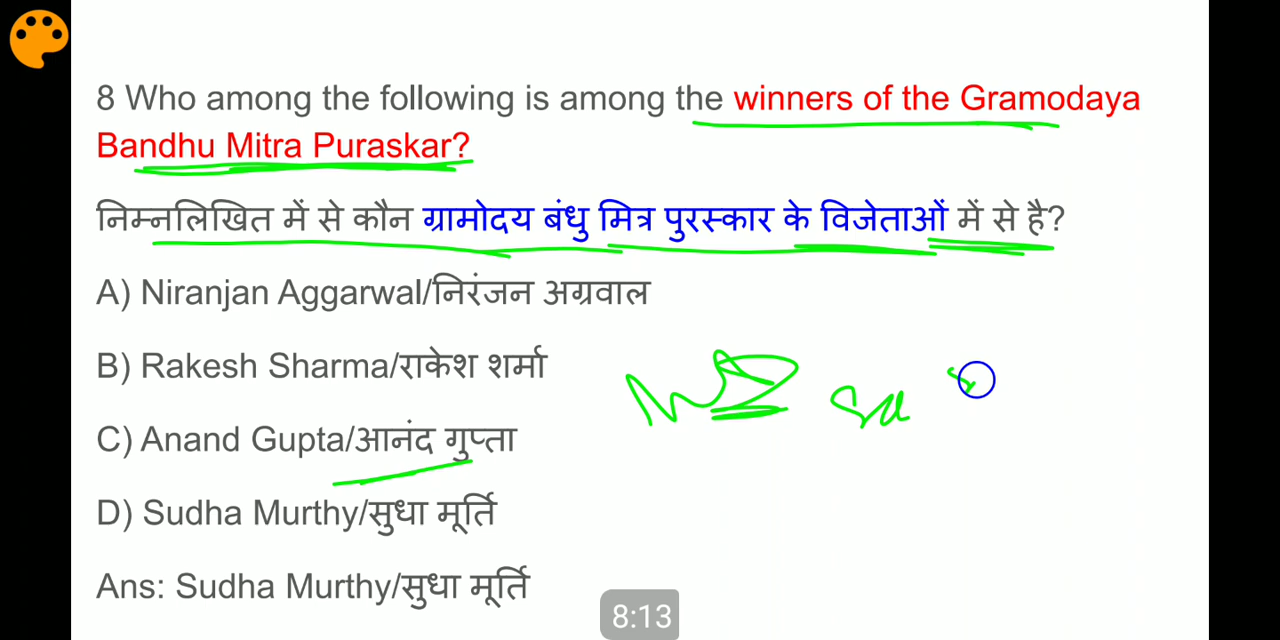 8 Who among the following is among the winners of the Gramodaya
Bandhu Mitra Puraskar?
निम्नलिखित में से कौन ग्रामोदय बंधु मित्र पुरस्कार के विजेताओं में से है?
A) Niranjan Aggarwal/निरंजन अग्रवाल
B) Rakesh Sharma/राकेश शर्मा
C) Anand Gupta/आनंद गुप्ता
D) Sudha Murthy/सुधा मूर्ति
Ans: Sudha Murthy/सुधा मूर्ति
8:13